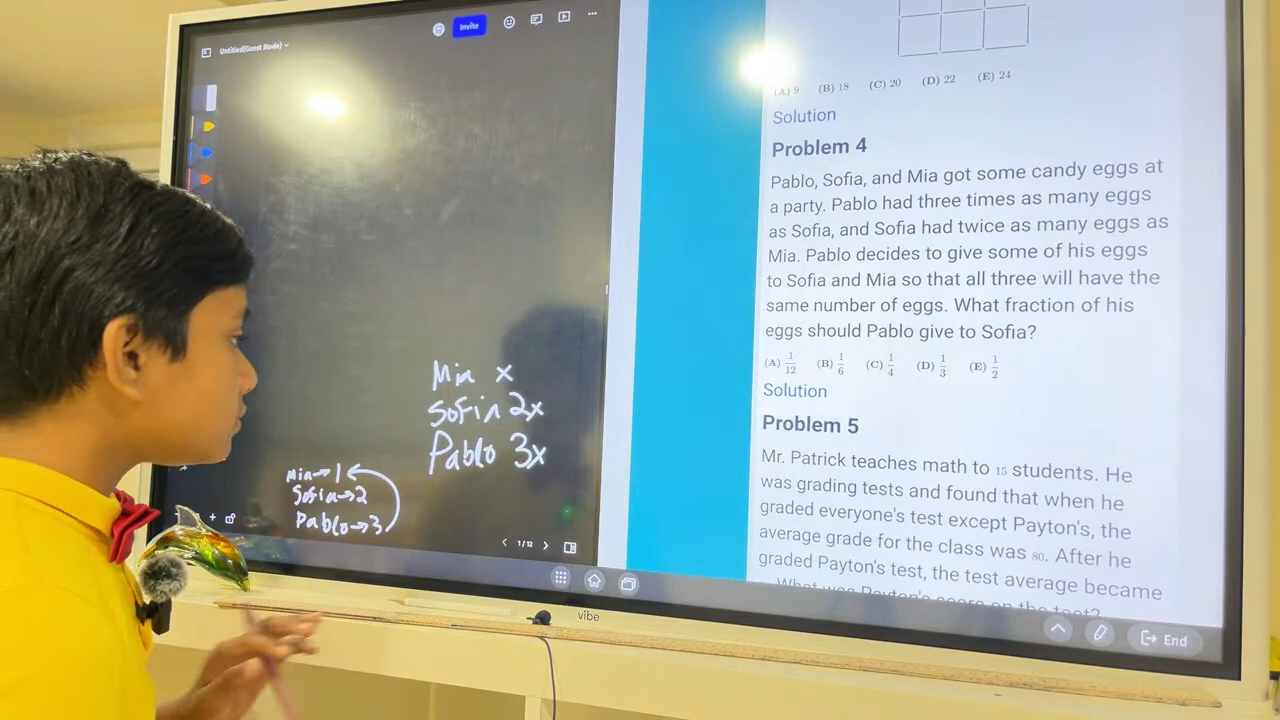 Untitled(Guest Mode)
Invite
Mia x
Sofia 2x
Pablo 3x
Mia→1
Sofia→2
Pablo→3
1/12
(A) 9 (B) 18 (C) 20 (D) 22 (E) 24
Solution
Problem 4
Pablo, Sofia, and Mia got some candy eggs at
a party. Pablo had three times as many eggs
as Sofia, and Sofia had twice as many eggs as
Mia. Pablo decides to give some of his eggs
to Sofia and Mia so that all three will have the
same number of eggs. What fraction of his
eggs should Pablo give to Sofia?
(A) 1/12 (B) 1/6 (C) 1/4 (D) 1/3 (E) 1/2
Solution
Problem 5
Mr. Patrick teaches math to 15 students. He
was grading tests and found that when he
graded everyone's test except Payton's, the
average grade for the class was 80. After he
graded Payton's test, the test average became
What was Payton's score on the test?
End
vibe